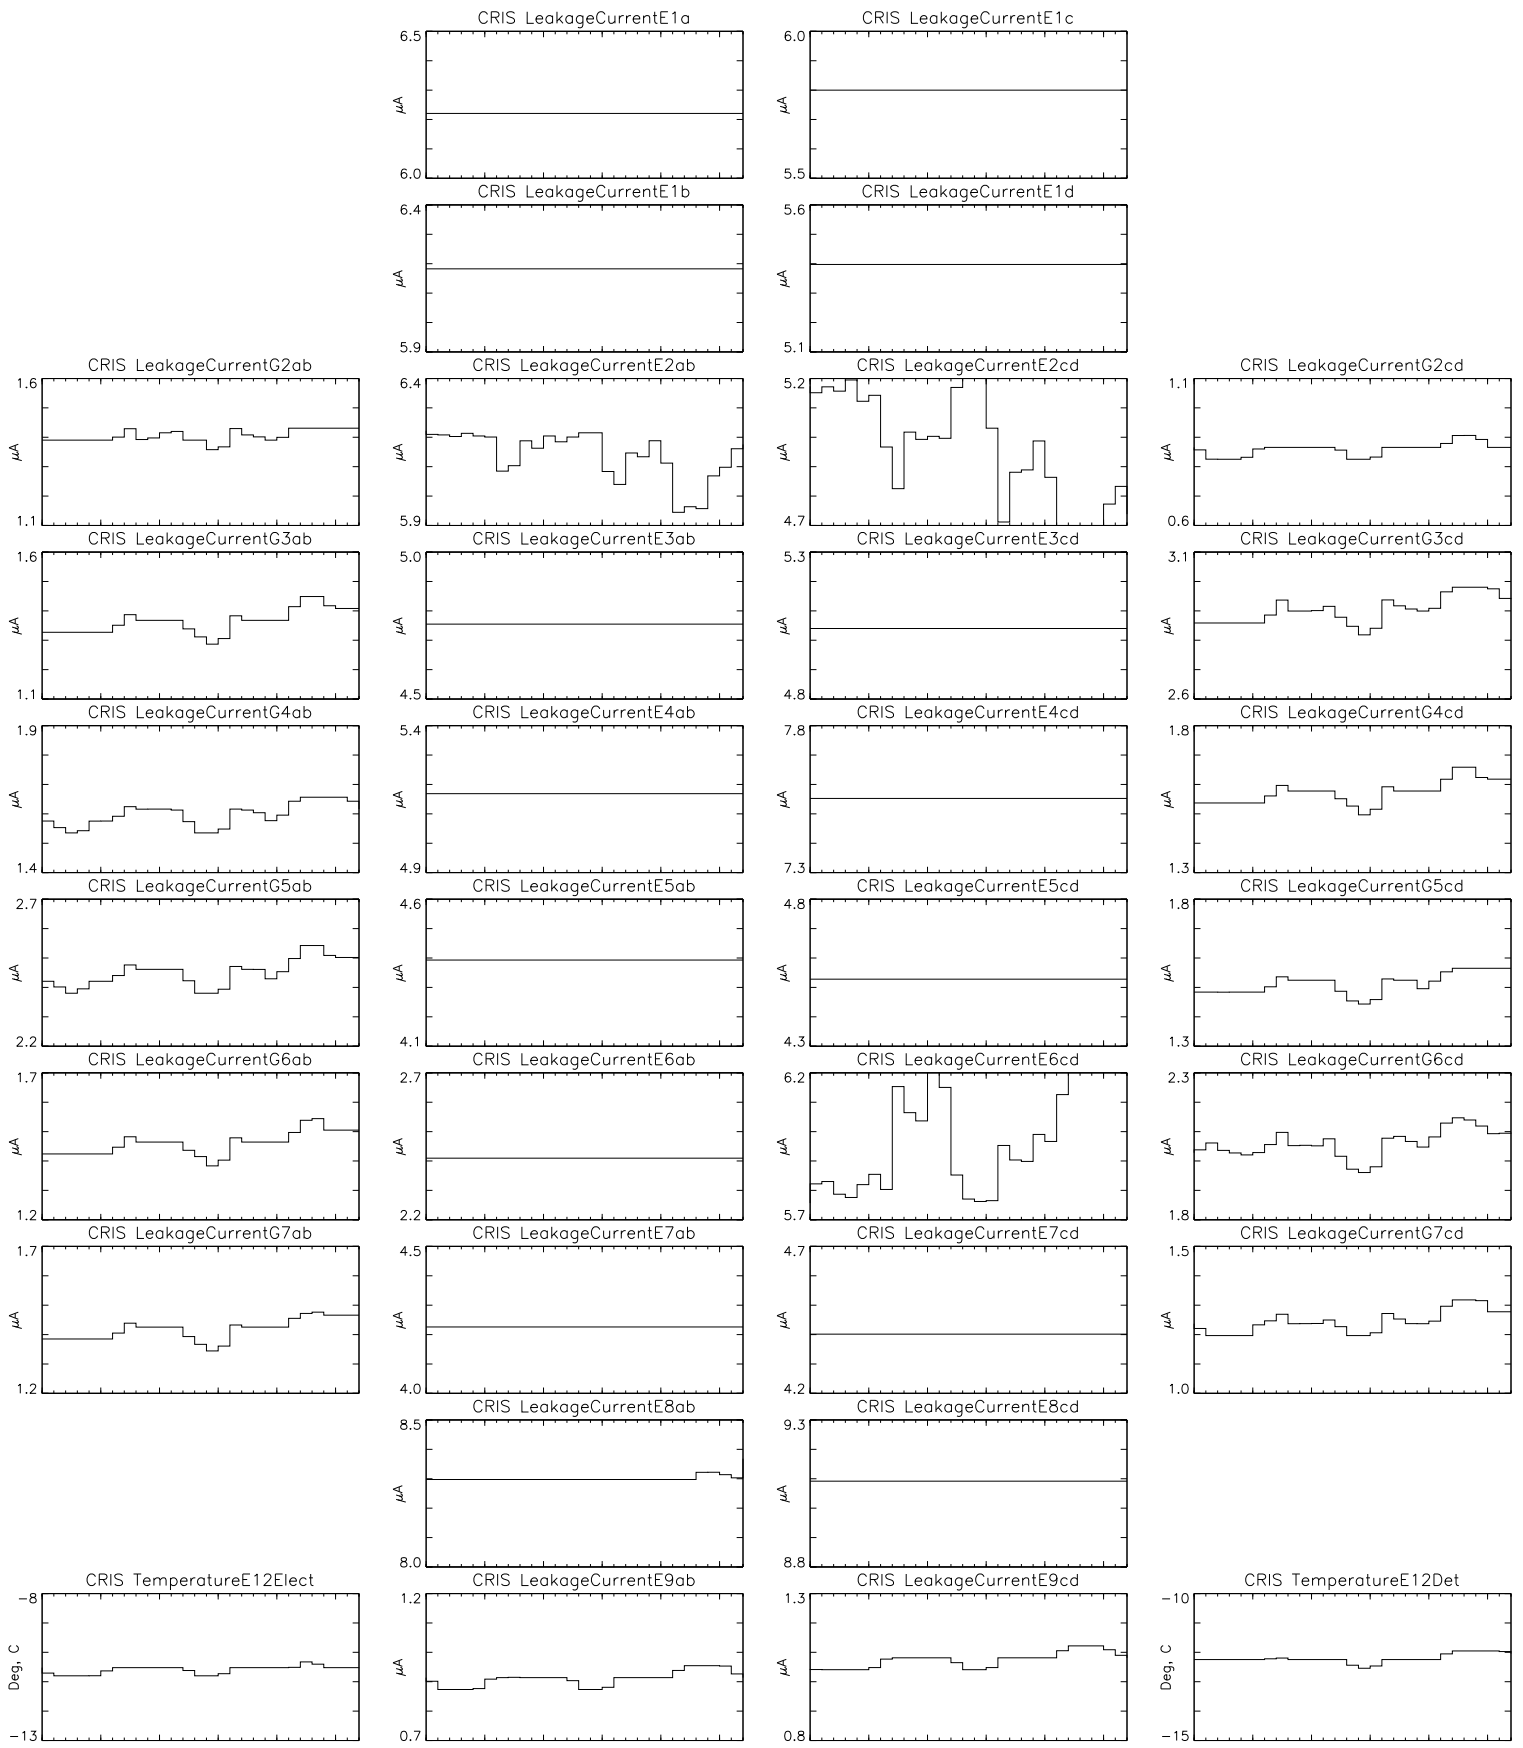 CRIS LeakageCurrentE1a
6.5
μA
6.0
CRIS LeakageCurrentE1c
6.0
μA
5.5
CRIS LeakageCurrentE1b
6.4
μA
5.9
CRIS LeakageCurrentE1d
5.6
μA
5.1
CRIS LeakageCurrentG2ab
1.6
μA
1.1
CRIS LeakageCurrentE2ab
6.4
μA
5.9
CRIS LeakageCurrentE2cd
5.2
μA
4.7
CRIS LeakageCurrentG2cd
1.1
μA
0.6
CRIS LeakageCurrentG3ab
1.6
μA
1.1
CRIS LeakageCurrentE3ab
5.0
μA
4.5
CRIS LeakageCurrentE3cd
5.3
μA
4.8
CRIS LeakageCurrentG3cd
3.1
μA
2.6
CRIS LeakageCurrentG4ab
1.9
μA
1.4
CRIS LeakageCurrentE4ab
5.4
μA
4.9
CRIS LeakageCurrentE4cd
7.8
μA
7.3
CRIS LeakageCurrentG4cd
1.8
μA
1.3
CRIS LeakageCurrentG5ab
2.7
μA
2.2
CRIS LeakageCurrentE5ab
4.6
μA
4.1
CRIS LeakageCurrentE5cd
4.8
μA
4.3
CRIS LeakageCurrentG5cd
1.8
μA
1.3
CRIS LeakageCurrentG6ab
1.7
μA
1.2
CRIS LeakageCurrentE6ab
2.7
μA
2.2
CRIS LeakageCurrentE6cd
6.2
μA
5.7
CRIS LeakageCurrentG6cd
2.3
μA
1.8
CRIS LeakageCurrentG7ab
1.7
μA
1.2
CRIS LeakageCurrentE7ab
4.5
μA
4.0
CRIS LeakageCurrentE7cd
4.7
μA
4.2
CRIS LeakageCurrentG7cd
1.5
μA
1.0
CRIS LeakageCurrentE8ab
8.5
μA
8.0
CRIS LeakageCurrentE8cd
9.3
μA
8.8
CRIS TemperatureE12Elect
-8
Deg, C
-13
CRIS LeakageCurrentE9ab
1.2
μA
0.7
CRIS LeakageCurrentE9cd
1.3
μA
0.8
CRIS TemperatureE12Det
-10
Deg, C
-15